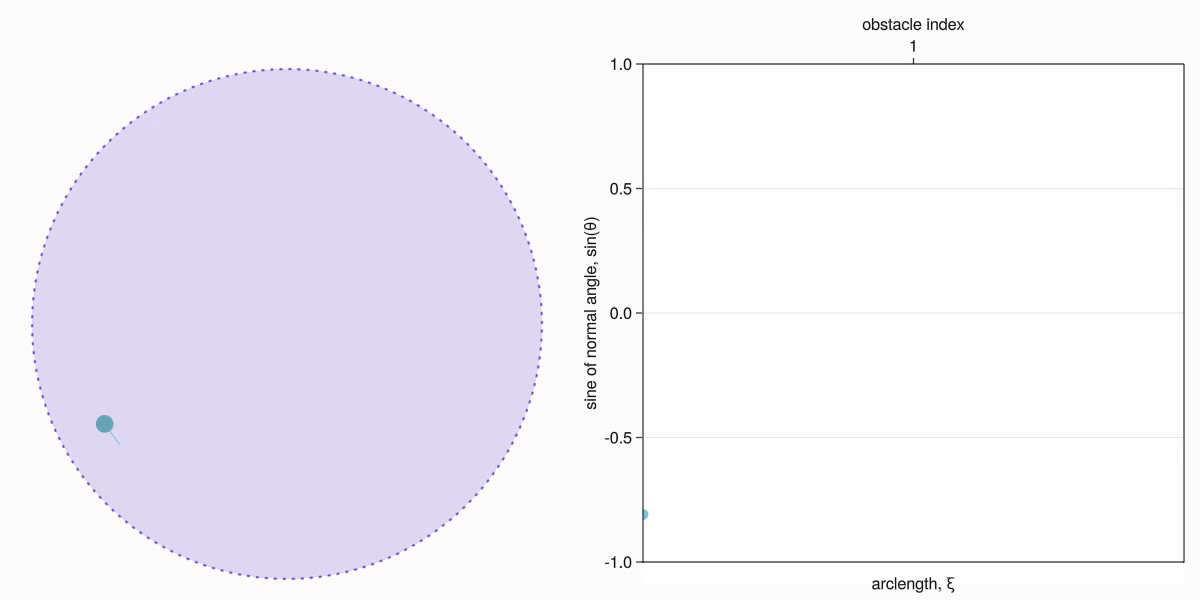 obstacle index
1
1.0
0.5
0.0
-0.5
-1.0
sine of normal angle, sin(θ)
arclength, ξ